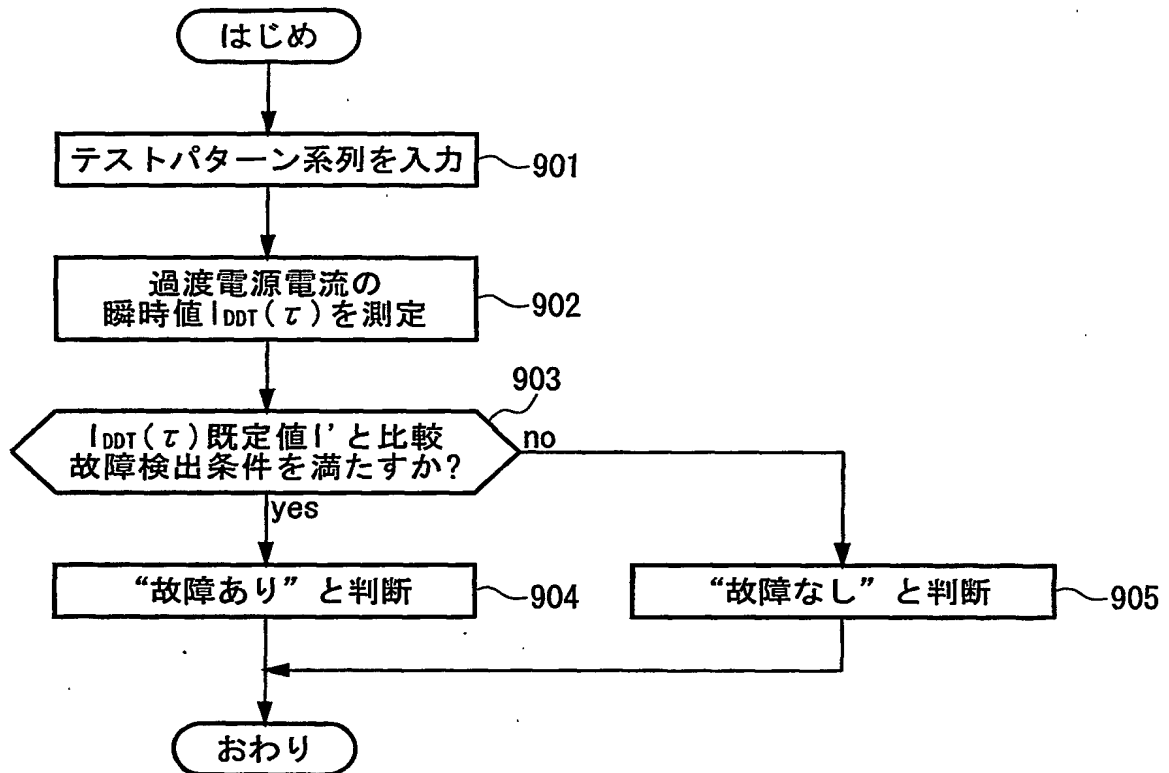 はじめ
テストパターン系列を入力
901
過渡電源電流の
瞬時値IDDT(τ)を測定
902
903
IDDT(τ)既定値I'と比較
故障検出条件を満たすか?
no
yes
“故障あり”と判断
904
“故障なし”と判断
905
おわり